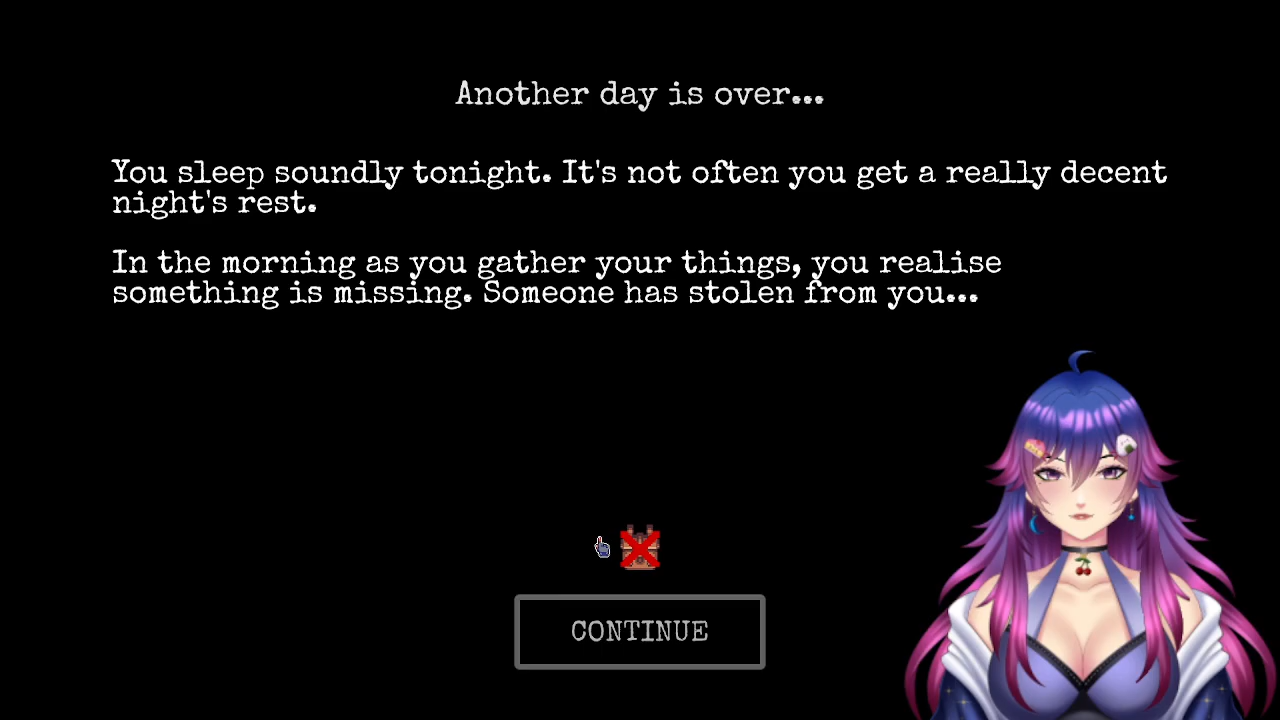 Another day is over...
You sleep soundly tonight. It's not often you get a really decent
night's rest.
In the morning as you gather your things, you realise
something is missing. Someone has stolen from you...
CONTINUE